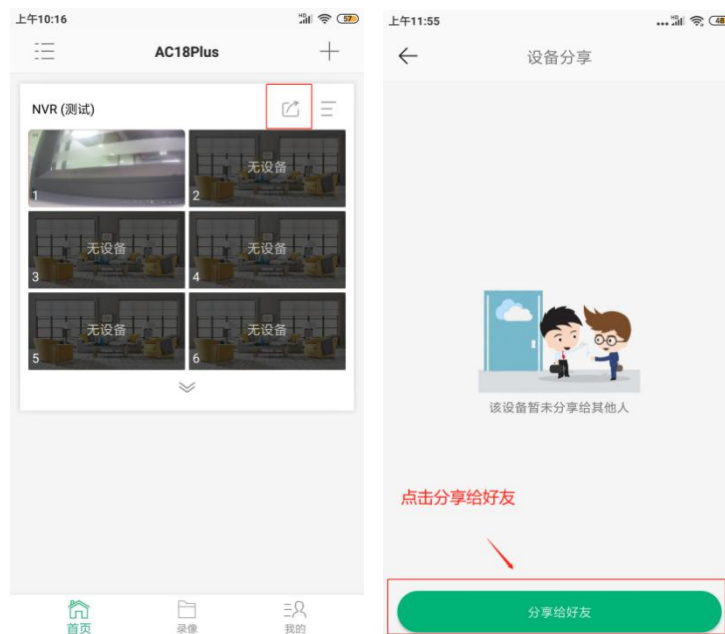 上午10:16
57
AC18Plus
NVR (测试)
1
无设备
2
无设备
3
无设备
4
无设备
5
无设备
6
首页
录像
我的
上午11:55
48
设备分享
该设备暂未分享给其他人
点击分享给好友
分享给好友